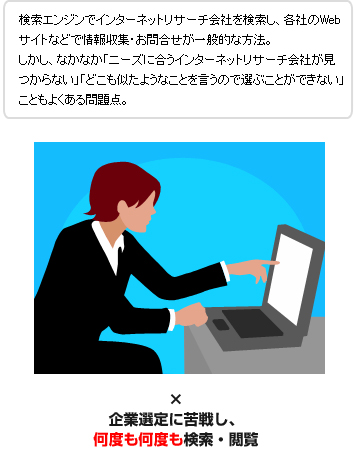 検索エンジンでインターネットリサーチ会社を検索し、各社のWeb
サイトなどで情報収集・お問合せが一般的な方法。
しかし、なかなか「ニーズに合うインターネットリサーチ会社が見
つからない」「どこも似たようなことを言うので選ぶことができない」
こともよくある問題点。
×
企業選定に苦戦し、
何度も何度も検索・閲覧